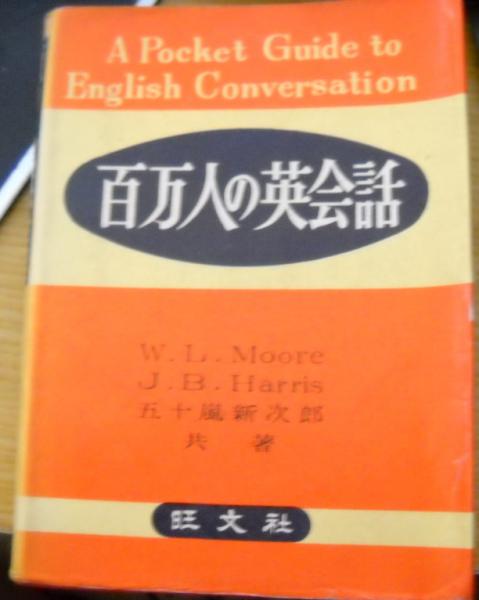 A Pocket Guide to
English Conversation
百万人の英会話
W. L. Moore
J. B. Harris
五十嵐新次郎
共著
旺文社